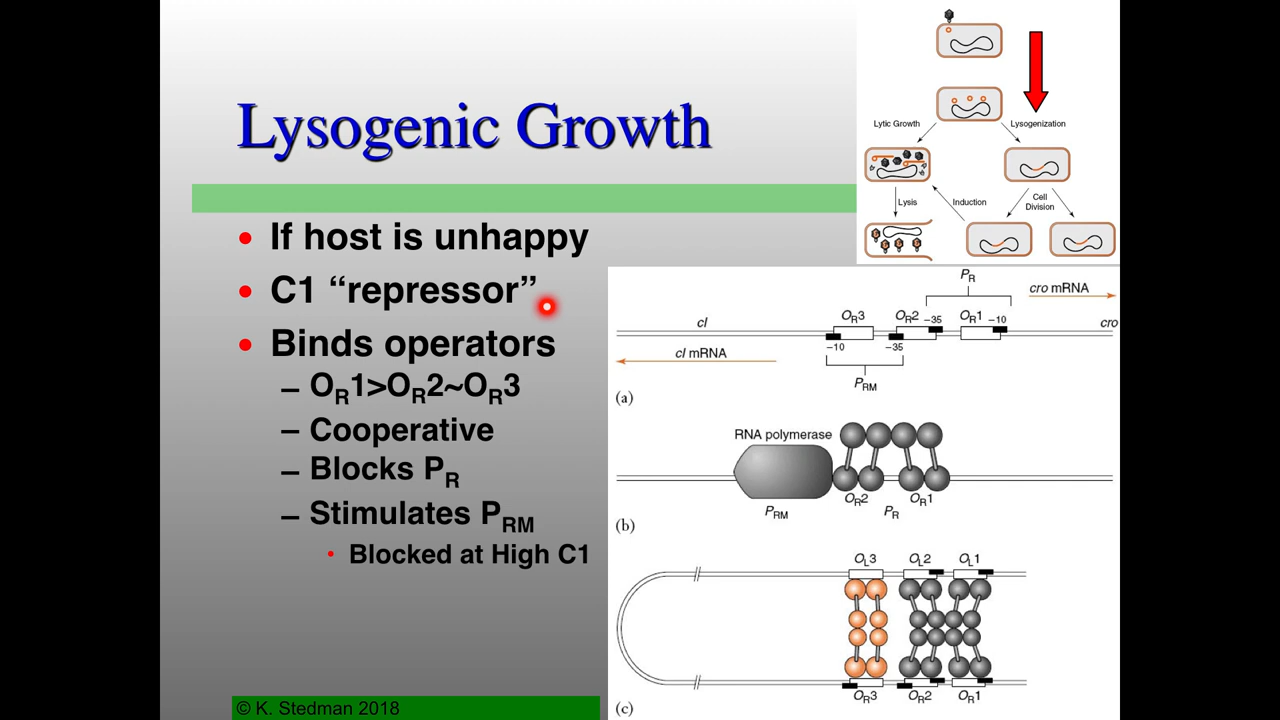 Lysogenic Growth
• If host is unhappy
• C1 “repressor”
• Binds operators
– OR1>OR2~OR3
– Cooperative
– Blocks PR
– Stimulates PRM
• Blocked at High C1
© K. Stedman 2018
Lytic Growth
Lysogenization
Lysis
Induction
Cell
Division
PR
cro mRNA
cI
OR3
OR2
-35
OR1
-10
cro
-10
-35
cI mRNA
PRM
(a)
RNA polymerase
OR2
OR1
PRM
PR
(b)
OL3
OL2
OL1
OR3
OR2
OR1
(c)